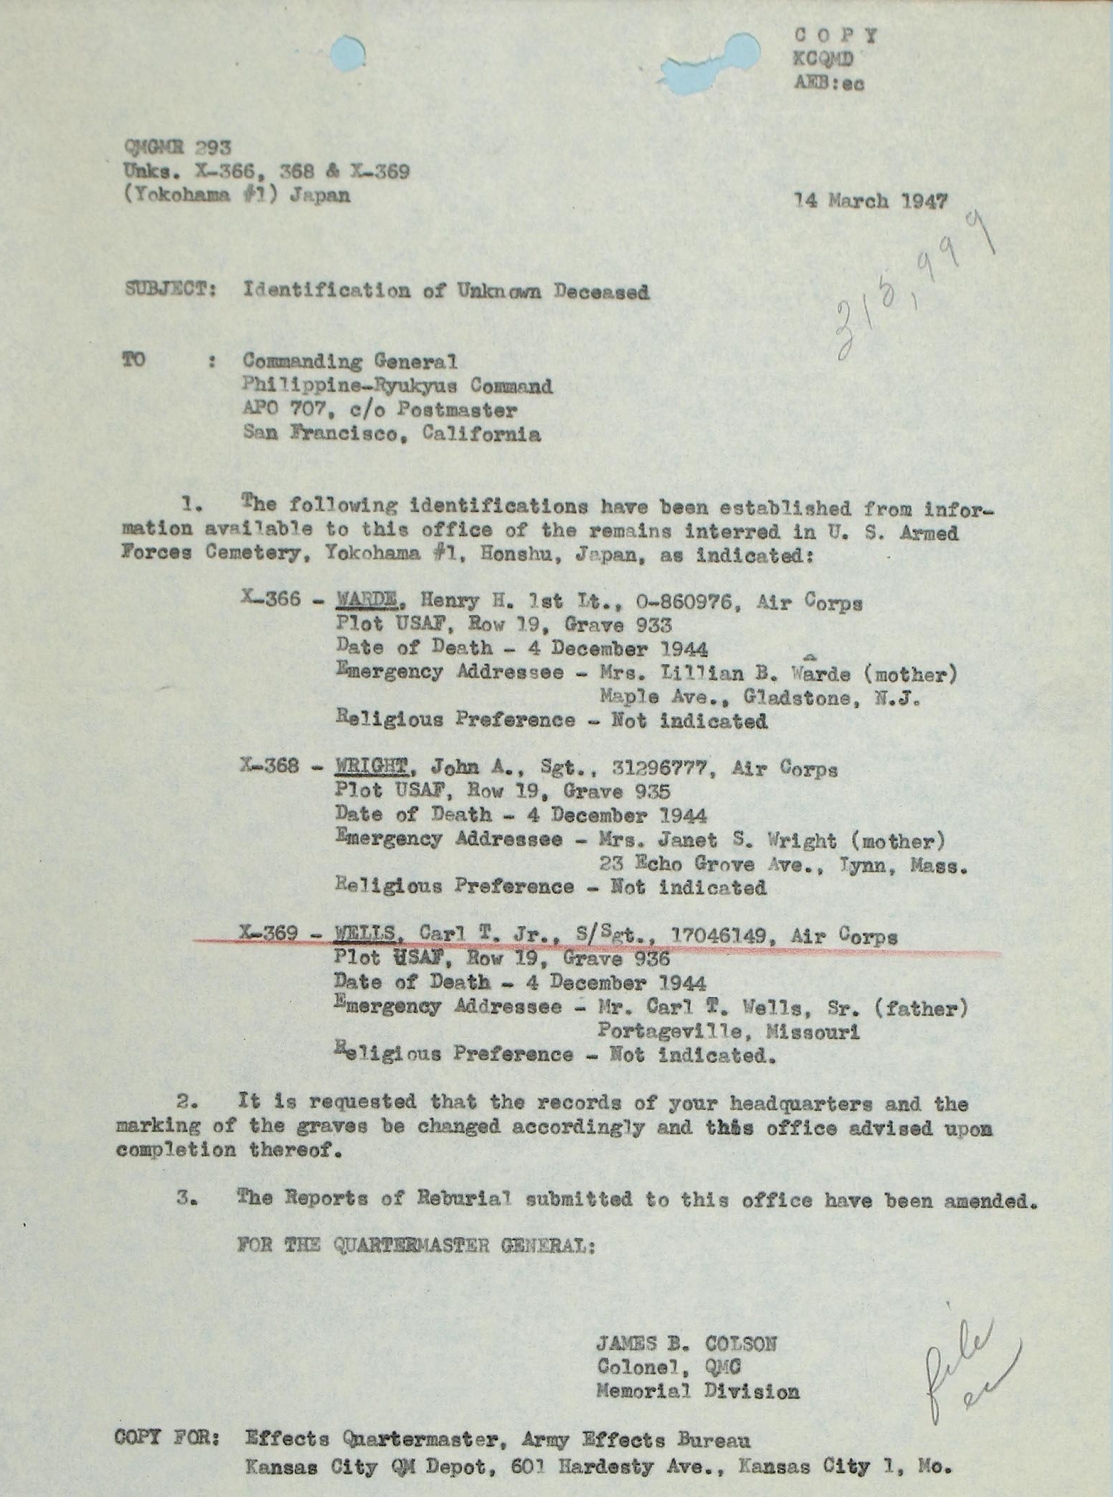 C O P Y
KCQMD
AEB:ec
QMGMR 293
Unks. X-366, 368 & X-369
(Yokohama #1) Japan
14 March 1947
315,999
SUBJECT: Identification of Unknown Deceased
TO : Commanding General
Philippine-Ryukyus Command
APO 707, c/o Postmaster
San Francisco, California
1. The following identifications have been established from infor-
mation available to this office of the remains interred in U. S. Armed
Forces Cemetery, Yokohama #1, Honshu, Japan, as indicated:
X-366 - WARDE, Henry H. 1st Lt., O-860976, Air Corps
Plot USAF, Row 19, Grave 933
Date of Death - 4 December 1944
Emergency Addressee - Mrs. Lillian B. Warde (mother)
Maple Ave., Gladstone, N.J.
Religious Preference - Not indicated
X-368 - WRIGHT, John A., Sgt., 31296777, Air Corps
Plot USAF, Row 19, Grave 935
Date of Death - 4 December 1944
Emergency Addressee - Mrs. Janet S. Wright (mother)
23 Echo Grove Ave., Lynn, Mass.
Religious Preference - Not indicated
X-369 - WELLS, Carl T. Jr., S/Sgt., 17046149, Air Corps
Plot USAF, Row 19, Grave 936
Date of Death - 4 December 1944
Emergency Addressee - Mr. Carl T. Wells, Sr. (father)
Portageville, Missouri
Religious Preference - Not indicated.
2. It is requested that the records of your headquarters and the
marking of the graves be changed accordingly and this office advised upon
completion thereof.
3. The Reports of Reburial submitted to this office have been amended.
FOR THE QUARTERMASTER GENERAL:
JAMES B. COLSON
Colonel, QMC
Memorial Division
file
COPY FOR: Effects Quartermaster, Army Effects Bureau
Kansas City QM Depot, 601 Hardesty Ave., Kansas City 1, Mo.